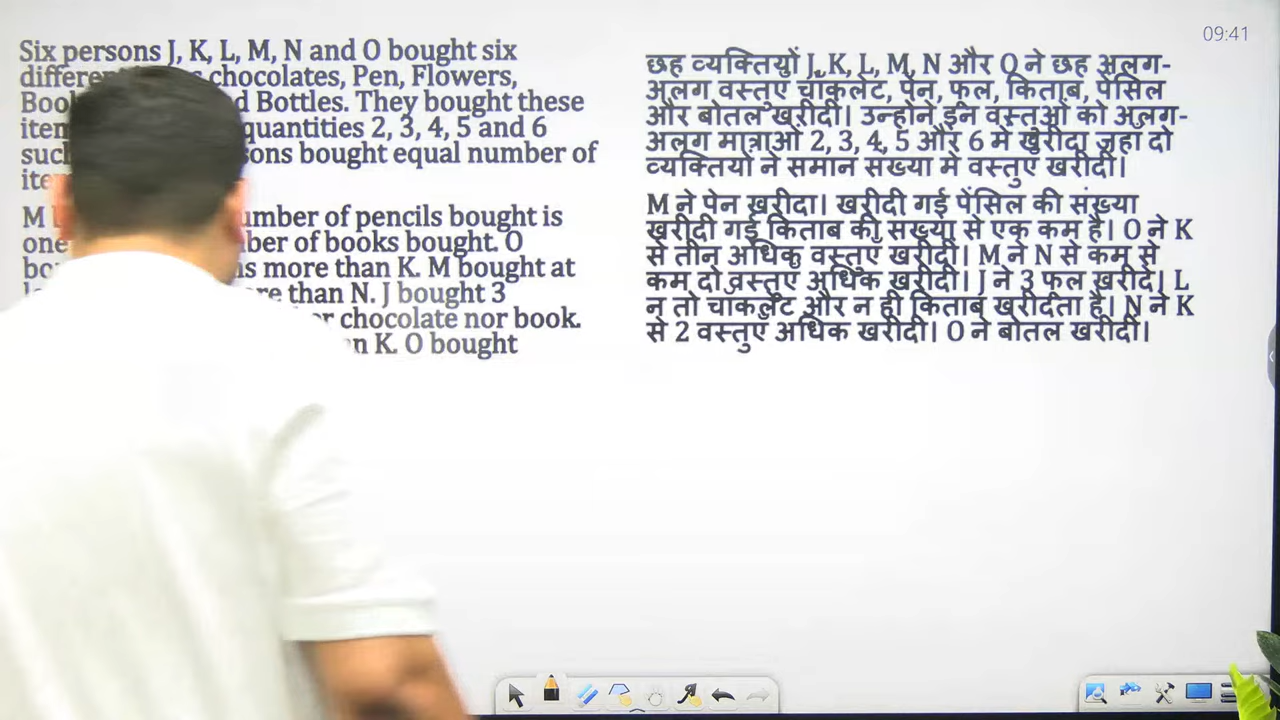 09:41
Six persons J, K, L, M, N and O bought six
chocolates, Pen, Flowers,
d Bottles. They bought these
quantities 2, 3, 4, 5 and 6
bought equal number of
M umber of pencils bought is
one ber of books bought. O
s more than K. M bought at
re than N. J bought 3
r chocolate nor book.
n K. O bought
छह व्यक्तियों J, K, L, M, N और O ने छह अलग-
अलग वस्तुएं चॉकलेट, पेन, फूल, किताब, पेंसिल
और बोतल खरीदी। उन्होंने इन वस्तुओं को अलग-
अलग मात्राओं 2, 3, 4, 5 और 6 में खरीदा जहां दो
व्यक्तियों ने समान संख्या में वस्तुएं खरीदीं।
M ने पेन खरीदा। खरीदी गई पेंसिल की संख्या
खरीदी गई किताब की संख्या से एक कम है। O ने K
से तीन अधिक वस्तुएं खरीदी। M ने N से कम से
कम दो वस्तुएं अधिक खरीदी। J ने 3 फूल खरीदे। L
न तो चॉकलेट और न ही किताब खरीदता है। N ने K
से 2 वस्तुएं अधिक खरीदी। O ने बोतल खरीदी।